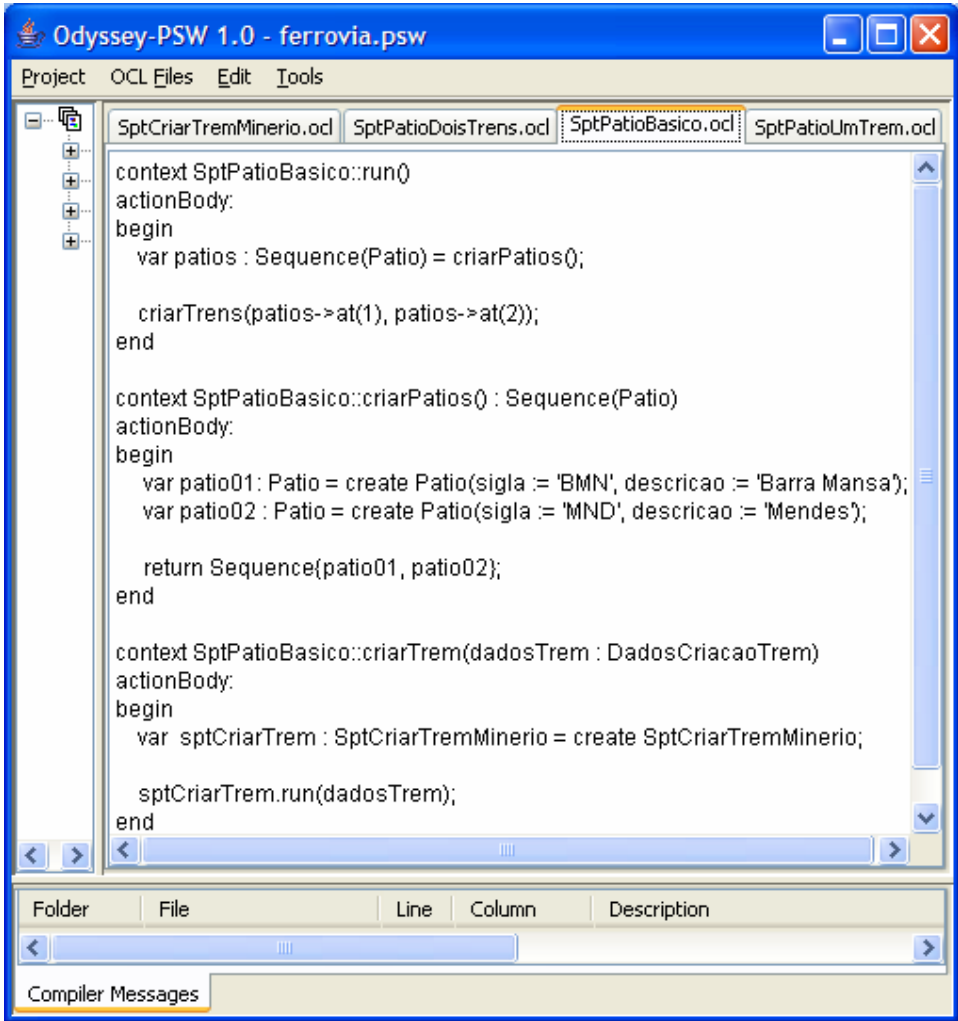 Odyssey-PSW 1.0 - ferrovia.psw
Project OCL Files Edit Tools
SptCriarTremMinerio.ocl SptPatioDoisTrens.ocl SptPatioBasico.ocl SptPatioUmTrem.ocl
context SptPatioBasico::run()
actionBody:
begin
var patios : Sequence(Patio) = criarPatios();
criarTrens(patios->at(1), patios->at(2));
end
context SptPatioBasico::criarPatios() : Sequence(Patio)
actionBody:
begin
var patio01: Patio = create Patio(sigla := 'BMN', descricao := 'Barra Mansa');
var patio02 : Patio = create Patio(sigla := 'MND', descricao := 'Mendes');
return Sequence{patio01, patio02};
end
context SptPatioBasico::criarTrem(dadosTrem : DadosCriacaoTrem)
actionBody:
begin
var sptCriarTrem : SptCriarTremMinerio = create SptCriarTremMinerio;
sptCriarTrem.run(dadosTrem);
end
Folder File Line Column Description
Compiler Messages